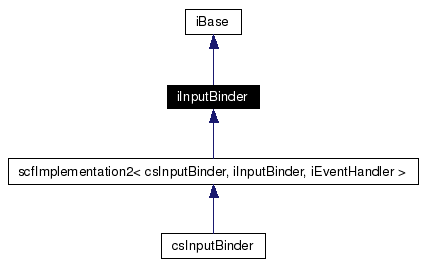 iBase
iInputBinder
scfImplementation2< csInputBinder, iInputBinder, iEventHandler >
csInputBinder